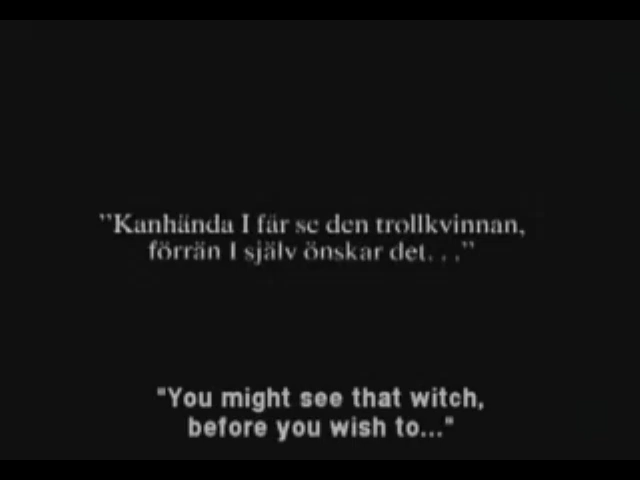 ”Kanhända I får se den trollkvinnan,
förrän I själv önskar det. . .”
"You might see that witch,
before you wish to..."